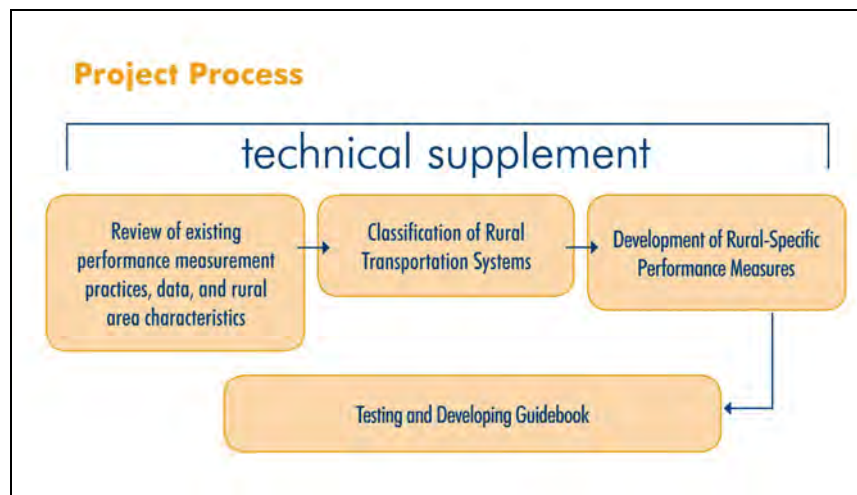 Project Process
technical supplement
Review of existing
performance measurement
practices, data, and rural
area characteristics
Classification of Rural
Transportation Systems
Development of Rural-Specific
Performance Measures
Testing and Developing Guidebook